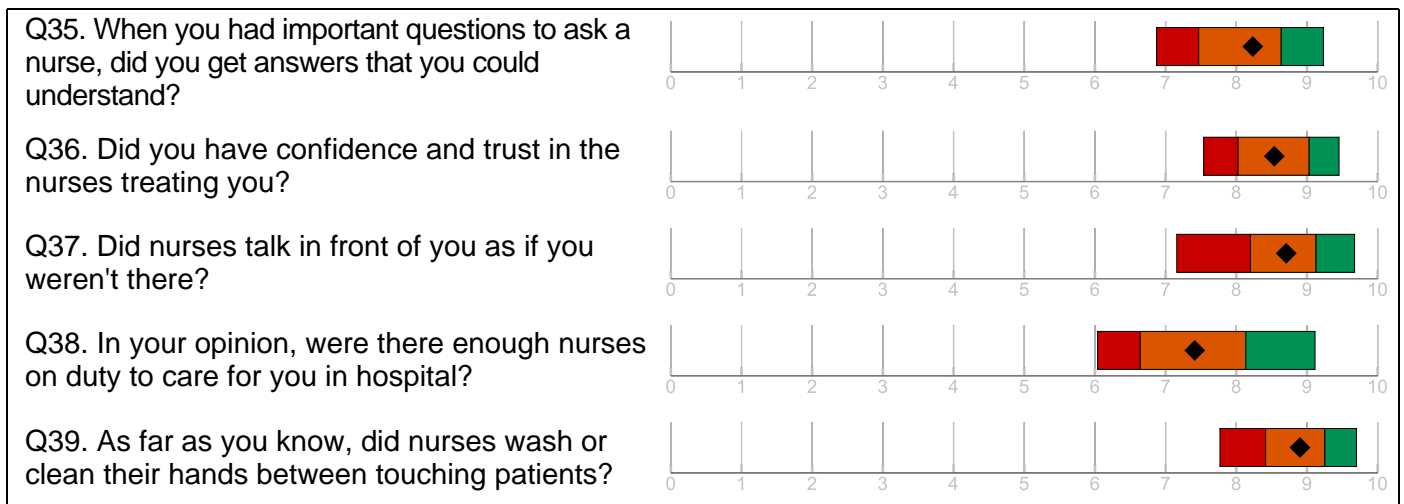 Q35. When you had important questions to ask a
nurse, did you get answers that you could
understand?
0 1 2 3 4 5 6 7 8 9 10
Q36. Did you have confidence and trust in the
nurses treating you?
0 1 2 3 4 5 6 7 8 9 10
Q37. Did nurses talk in front of you as if you
weren't there?
0 1 2 3 4 5 6 7 8 9 10
Q38. In your opinion, were there enough nurses
on duty to care for you in hospital?
0 1 2 3 4 5 6 7 8 9 10
Q39. As far as you know, did nurses wash or
clean their hands between touching patients?
0 1 2 3 4 5 6 7 8 9 10